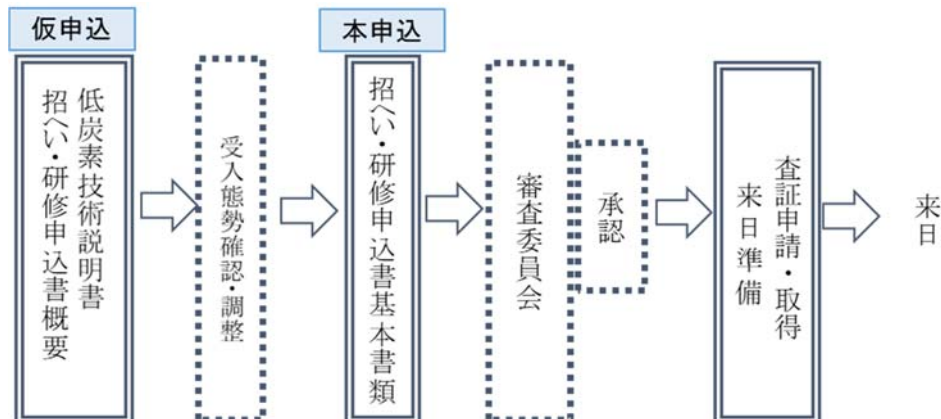 仮申込
低炭素技術説明書
招へい・研修申込書概要
受入態勢確認・調整
本申込
招へい・研修申込書基本書類
審査委員会
承認
査証申請・取得
来日準備
来日